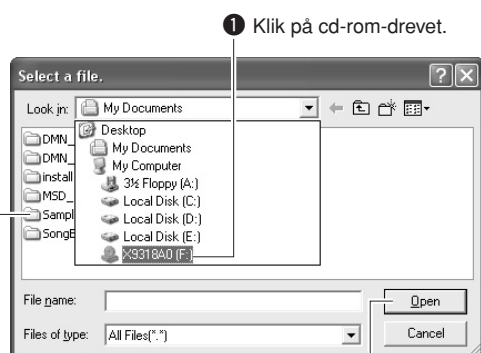 ❶ Klik på cd-rom-drevet.
Select a file.
Look in: My Documents
Desktop
My Documents
My Computer
3½ Floppy (A:)
Local Disk (C:)
Local Disk (D:)
Local Disk (E:)
X9318A0 (F:)
DMN_
DMN_
install
MSD_
Sampl
File name:
Open
Files of type: All Files(*.*)
Cancel